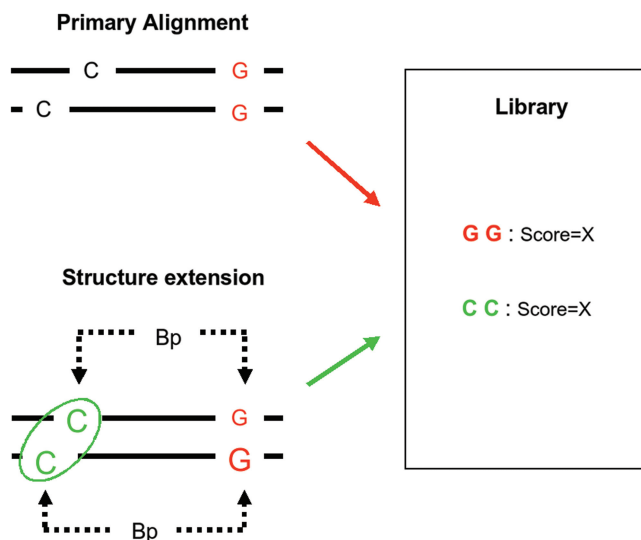 Primary Alignment
C G
C G
Library
G G : Score=X
C C : Score=X
Structure extension
Bp
C G
C G
Bp